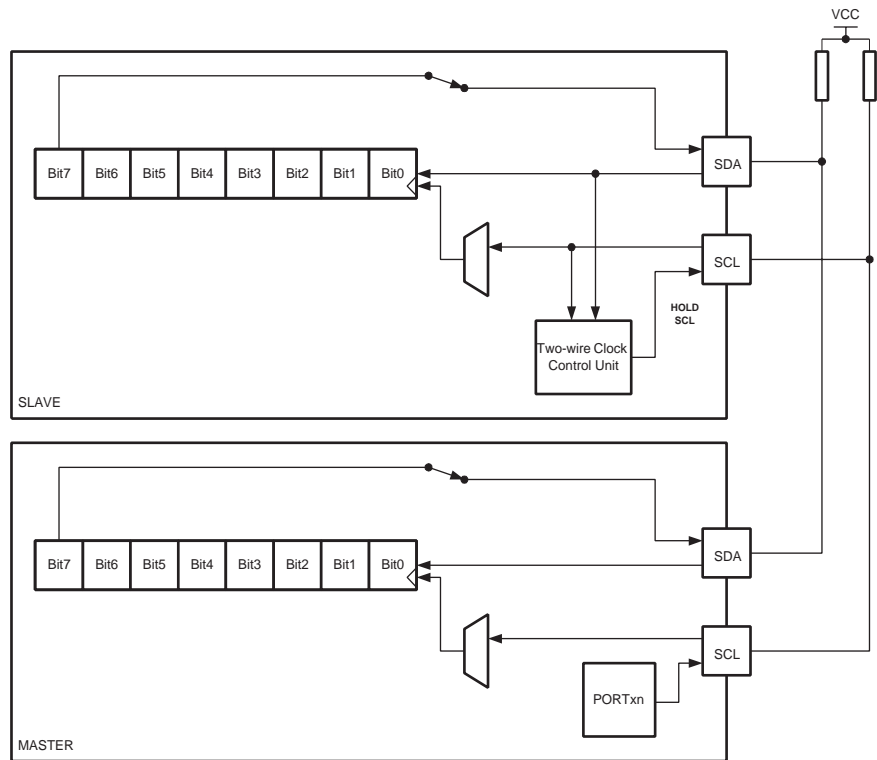 VCC
Bit7 Bit6 Bit5 Bit4 Bit3 Bit2 Bit1 Bit0
SDA
SCL
HOLD
SCL
Two-wire Clock
Control Unit
SLAVE
Bit7 Bit6 Bit5 Bit4 Bit3 Bit2 Bit1 Bit0
SDA
SCL
PORTxn
MASTER